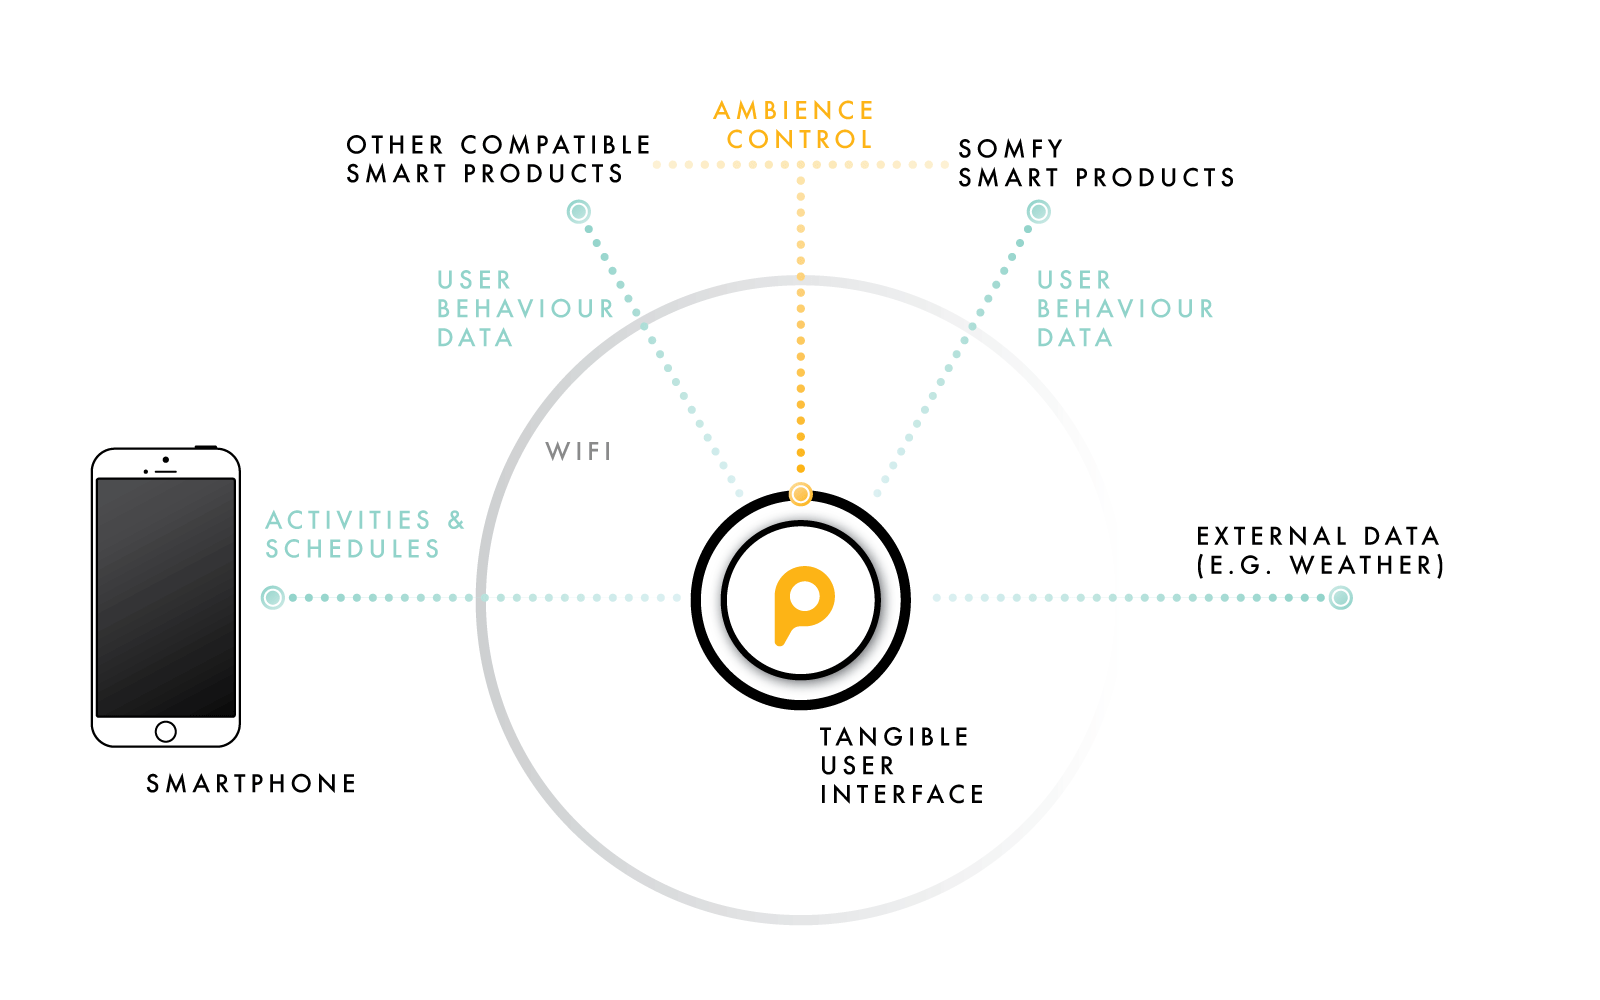 AMBIENCE
CONTROL
OTHER COMPATIBLE
SMART PRODUCTS
SOMFY
SMART PRODUCTS
USER
BEHAVIOUR
DATA
USER
BEHAVIOUR
DATA
WIFI
ACTIVITIES &
SCHEDULES
EXTERNAL DATA
(E.G. WEATHER)
TANGIBLE
USER
INTERFACE
SMARTPHONE